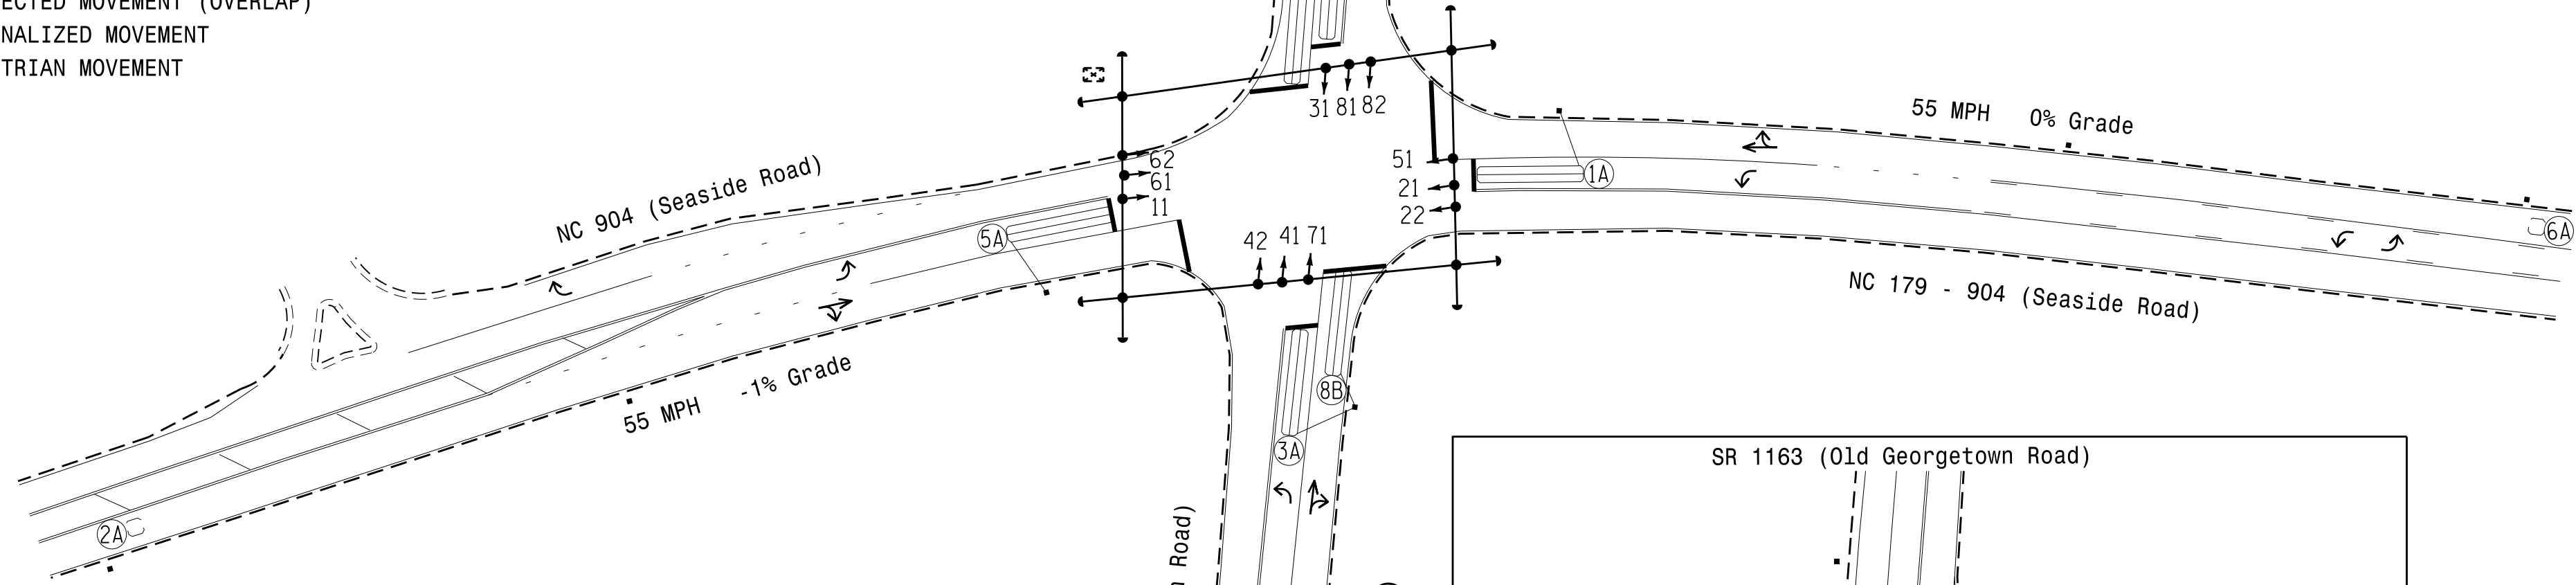 ECTED MOVEMENT (OVERLAP)
NALIZED MOVEMENT
TRIAN MOVEMENT
31 81 82
62
61
11
51
21
22
42 41 71
1A
5A
6A
8B
3A
2A
NC 904 (Seaside Road)
55 MPH 0% Grade
NC 179 - 904 (Seaside Road)
55 MPH -1% Grade
Road)
SR 1163 (Old Georgetown Road)